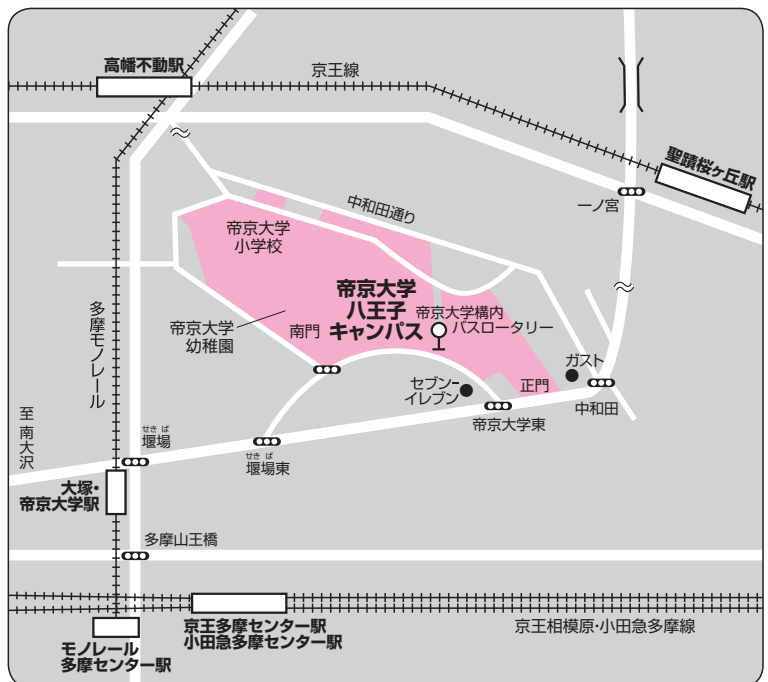 高幡不動駅
京王線
聖蹟桜ヶ丘駅
一ノ宮
中和田通り
帝京大学
小学校
帝京大学
八王子
キャンパス
帝京大学構内
バスロータリー
帝京大学
幼稚園
南門
多摩モノレール
ガスト
セブン-
イレブン
正門
中和田
帝京大学東
至 南大沢
せき ば
堰場
せき ば
堰場東
大塚・
帝京大学駅
多摩山王橋
京王多摩センター駅
小田急多摩センター駅
京王相模原・小田急多摩線
モノレール
多摩センター駅